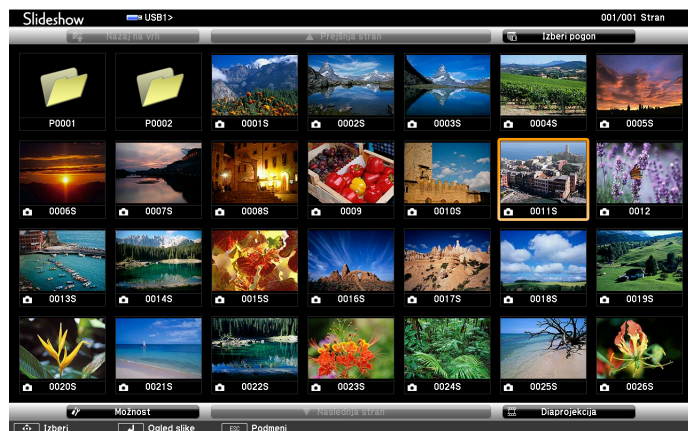 Slideshow USB1> 001/001 Stran
Nazaj na vrh Prejšnja stran Izberi pogon
P0001 P0002 0001S 0002S 0003S 0004S 0005S
0006S 0007S 0008S 0009 0010S 0011S 0012
0013S 0014S 0015S 0016S 0017S 0018S 0019S
0020S 0021S 0022S 0023S 0024S 0025S 0026S
Možnost Naslednja stran Diaprojekcija
Izberi Ogled slike ESC Podmeni